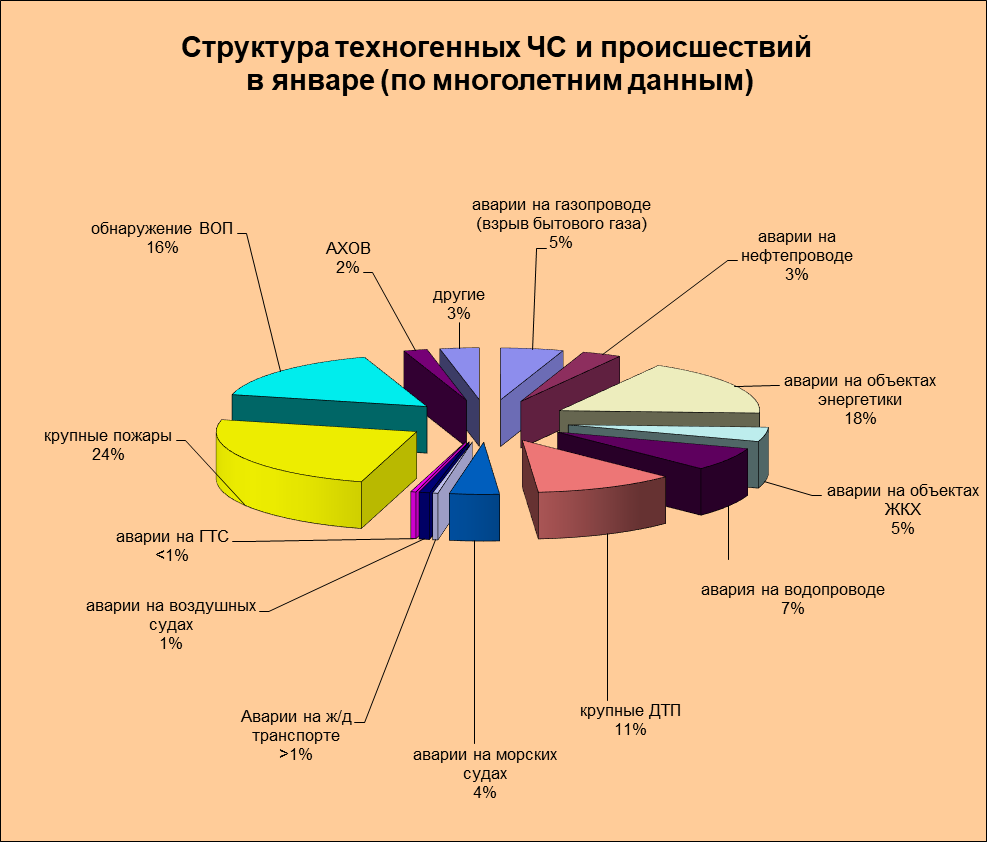 Структура техногенных ЧС и происшествий
в январе (по многолетним данным)
аварии на газопроводе
(взрыв бытового газа)
5%
аварии на
нефтепроводе
3%
аварии на объектах
энергетики
18%
аварии на объектах
ЖКХ
5%
авария на водопроводе
7%
крупные ДТП
11%
аварии на морских
судах
4%
Аварии на ж/д
транспорте
>1%
аварии на воздушных
судах
1%
аварии на ГТС
<1%
крупные пожары
24%
обнаружение ВОП
16%
АХОВ
2%
другие
3%